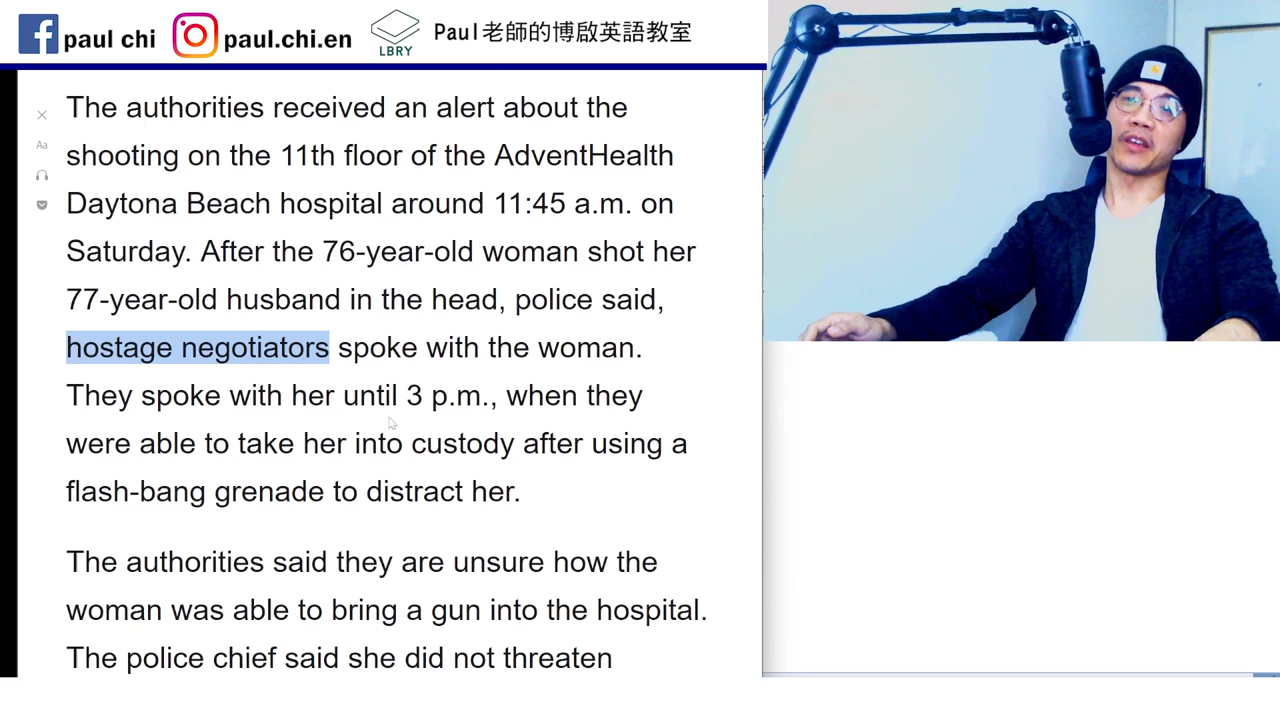 paul chi
paul.chi.en
LBRY
Paul老師的博啟英語教室
The authorities received an alert about the
Aa
shooting on the 11th floor of the AdventHealth
Daytona Beach hospital around 11:45 a.m. on
Saturday. After the 76-year-old woman shot her
77-year-old husband in the head, police said,
hostage negotiators spoke with the woman.
They spoke with her until 3 p.m., when they
were able to take her into custody after using a
flash-bang grenade to distract her.
The authorities said they are unsure how the
woman was able to bring a gun into the hospital.
The police chief said she did not threaten